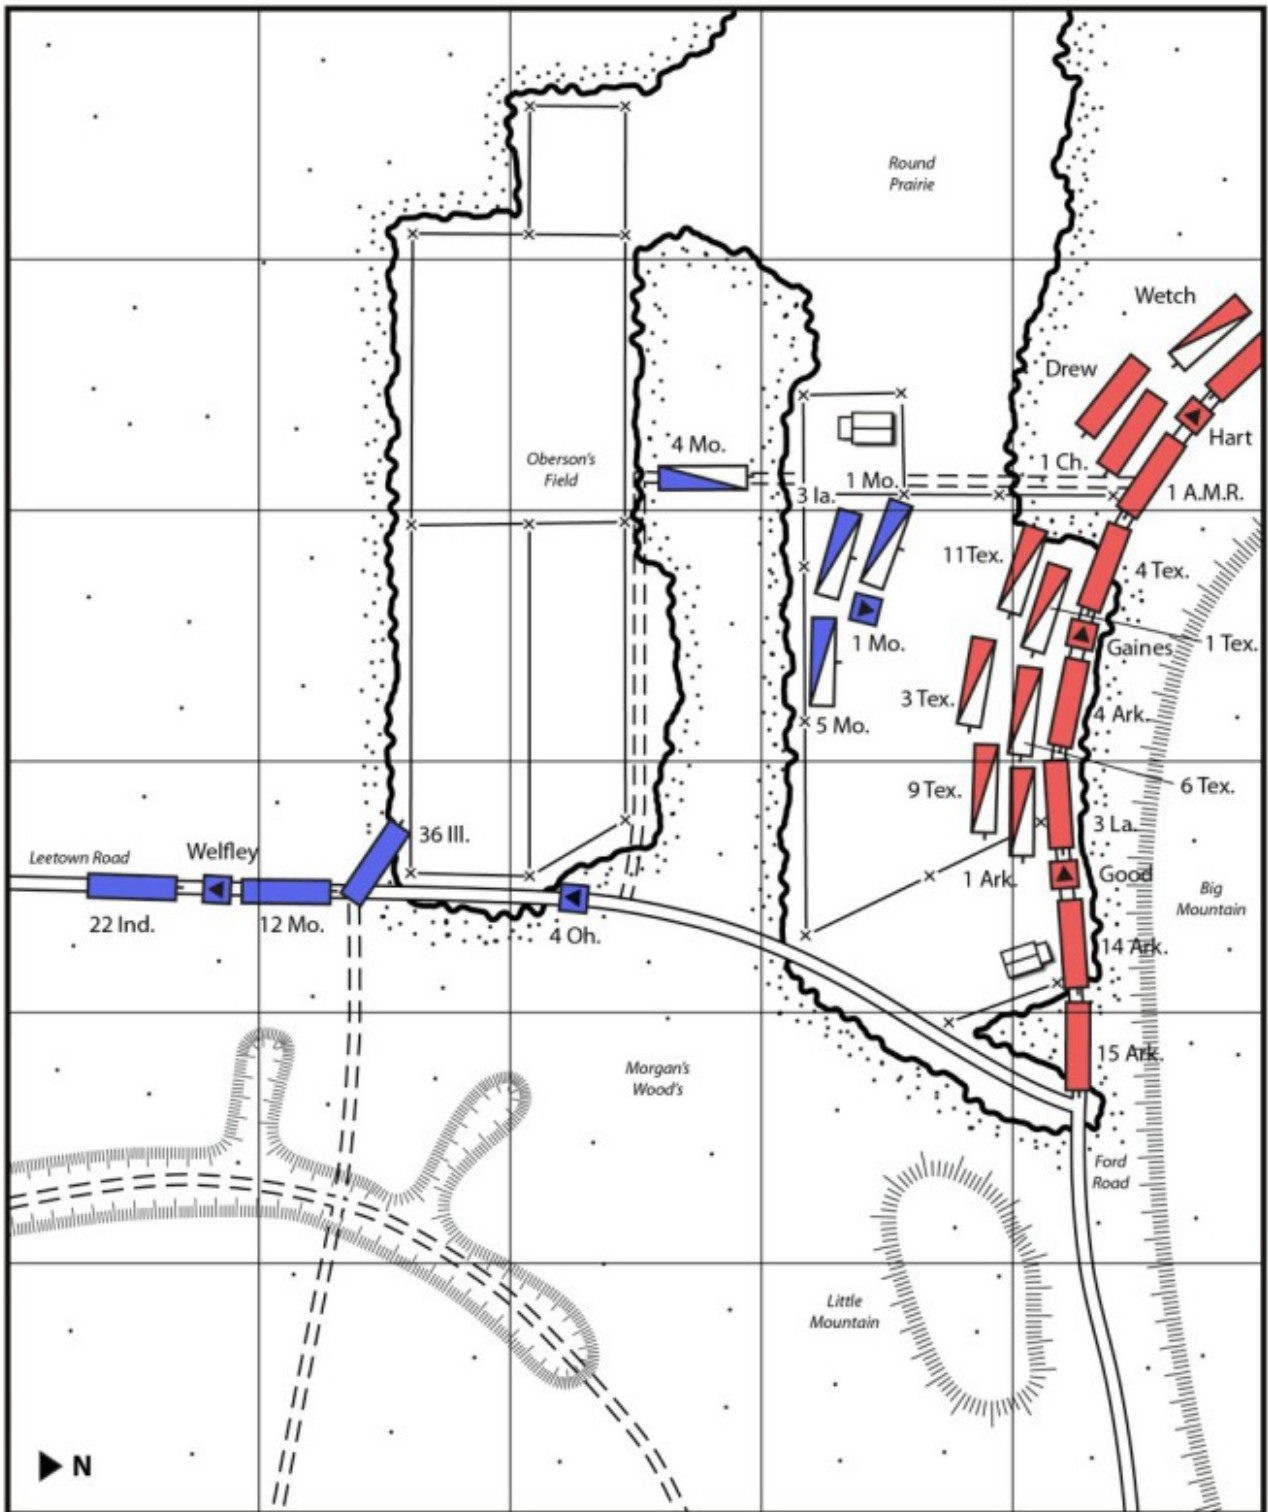 Round
Prairie
Wetch
Drew
Hart
4 Mo.
Oberson's
Field
1 Ch.
1 Mo.
3 Ia.
1 A.M.R.
11Tex.
4 Tex.
1 Mo.
Gaines
1 Tex.
3 Tex.
4 Ark.
5 Mo.
9 Tex.
6 Tex.
36 Ill.
3 La.
Leetown Road
Welfley
1 Ark.
Good
Big
Mountain
22 Ind.
12 Mo.
4 Oh.
14 Ark.
Morgan's
Wood's
15 Ark.
Ford
Road
Little
Mountain
N